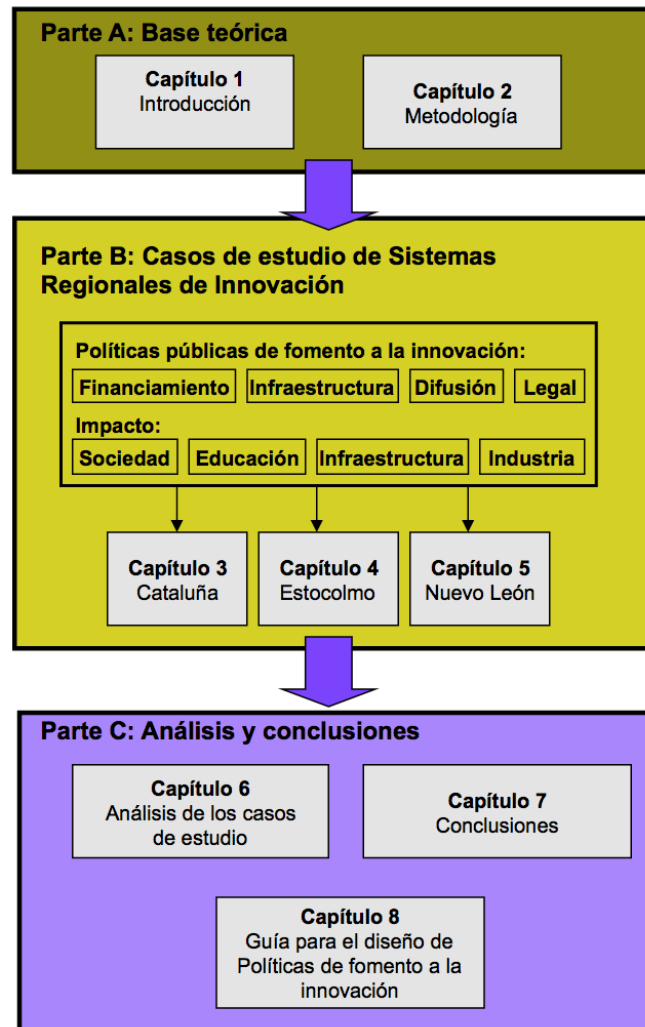 Parte A: Base teórica
Capítulo 1
Introducción
Capítulo 2
Metodología
Parte B: Casos de estudio de Sistemas
Regionales de Innovación
Políticas públicas de fomento a la innovación:
Financiamiento Infraestructura Difusión Legal
Impacto:
Sociedad Educación Infraestructura Industria
Capítulo 3
Cataluña
Capítulo 4
Estocolmo
Capítulo 5
Nuevo León
Parte C: Análisis y conclusiones
Capítulo 6
Análisis de los casos
de estudio
Capítulo 7
Conclusiones
Capítulo 8
Guía para el diseño de
Políticas de fomento a la
innovación